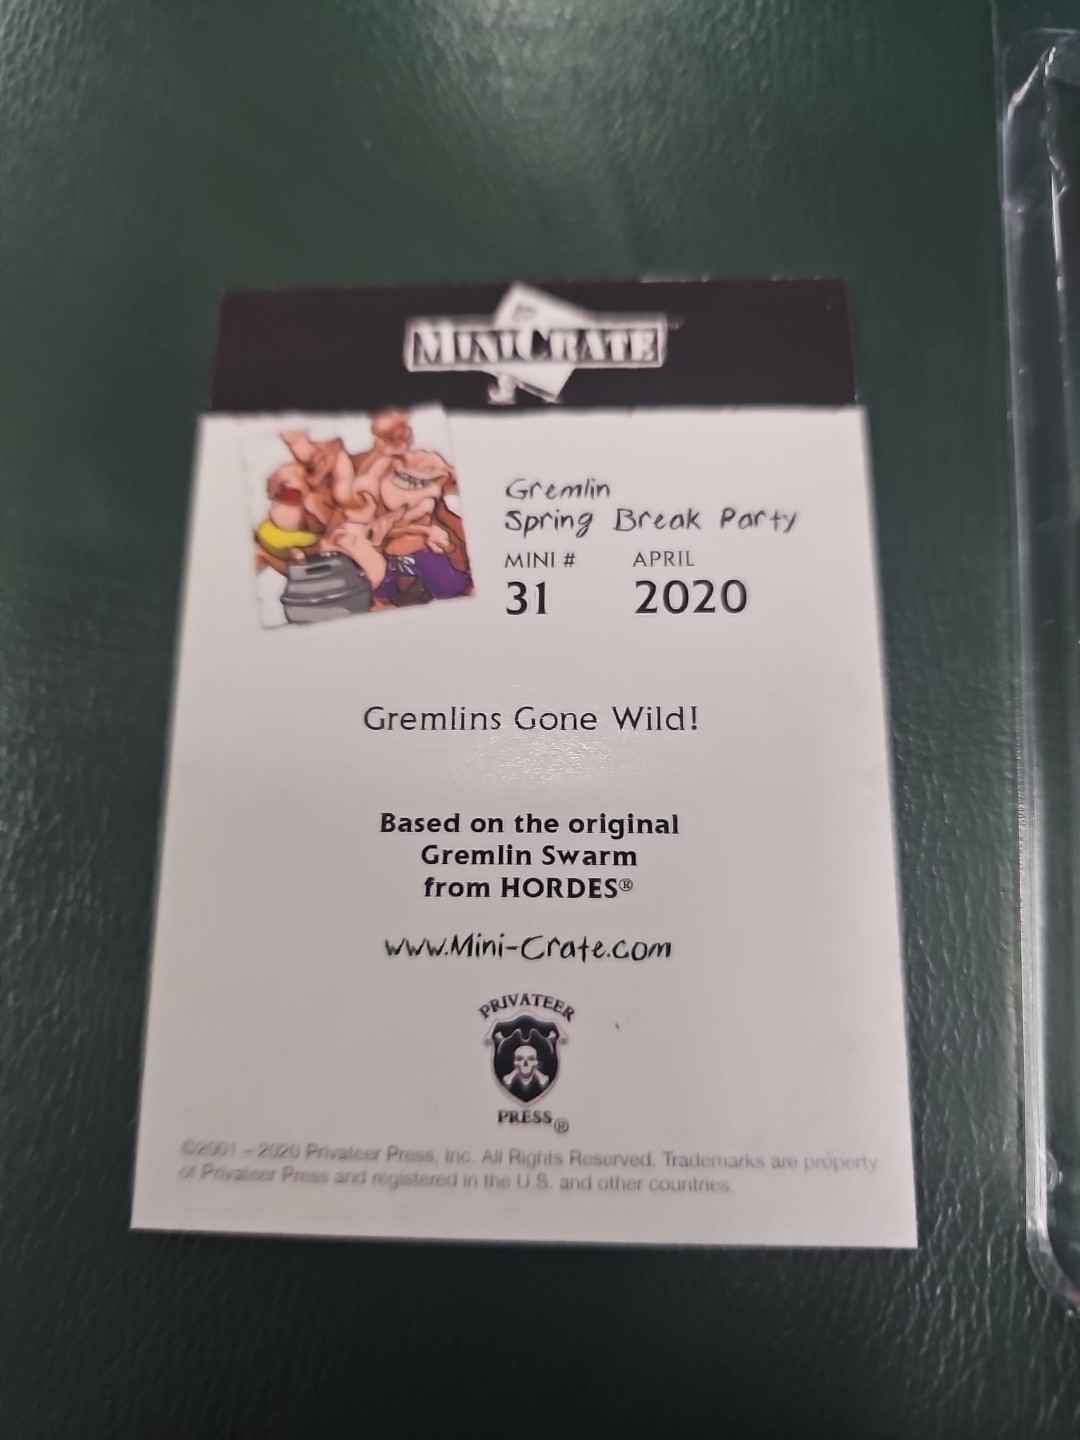 MINICRATE
Gremlin
Spring Break Party
MINI # APRIL
31 2020
Gremlins Gone Wild!
Based on the original
Gremlin Swarm
from HORDES®
www.Mini-Crate.com
PRIVATEER
PRESS®
©2001 – 2020 Privateer Press, Inc. All Rights Reserved. Trademarks are property
of Privateer Press and registered in the U.S. and other countries.